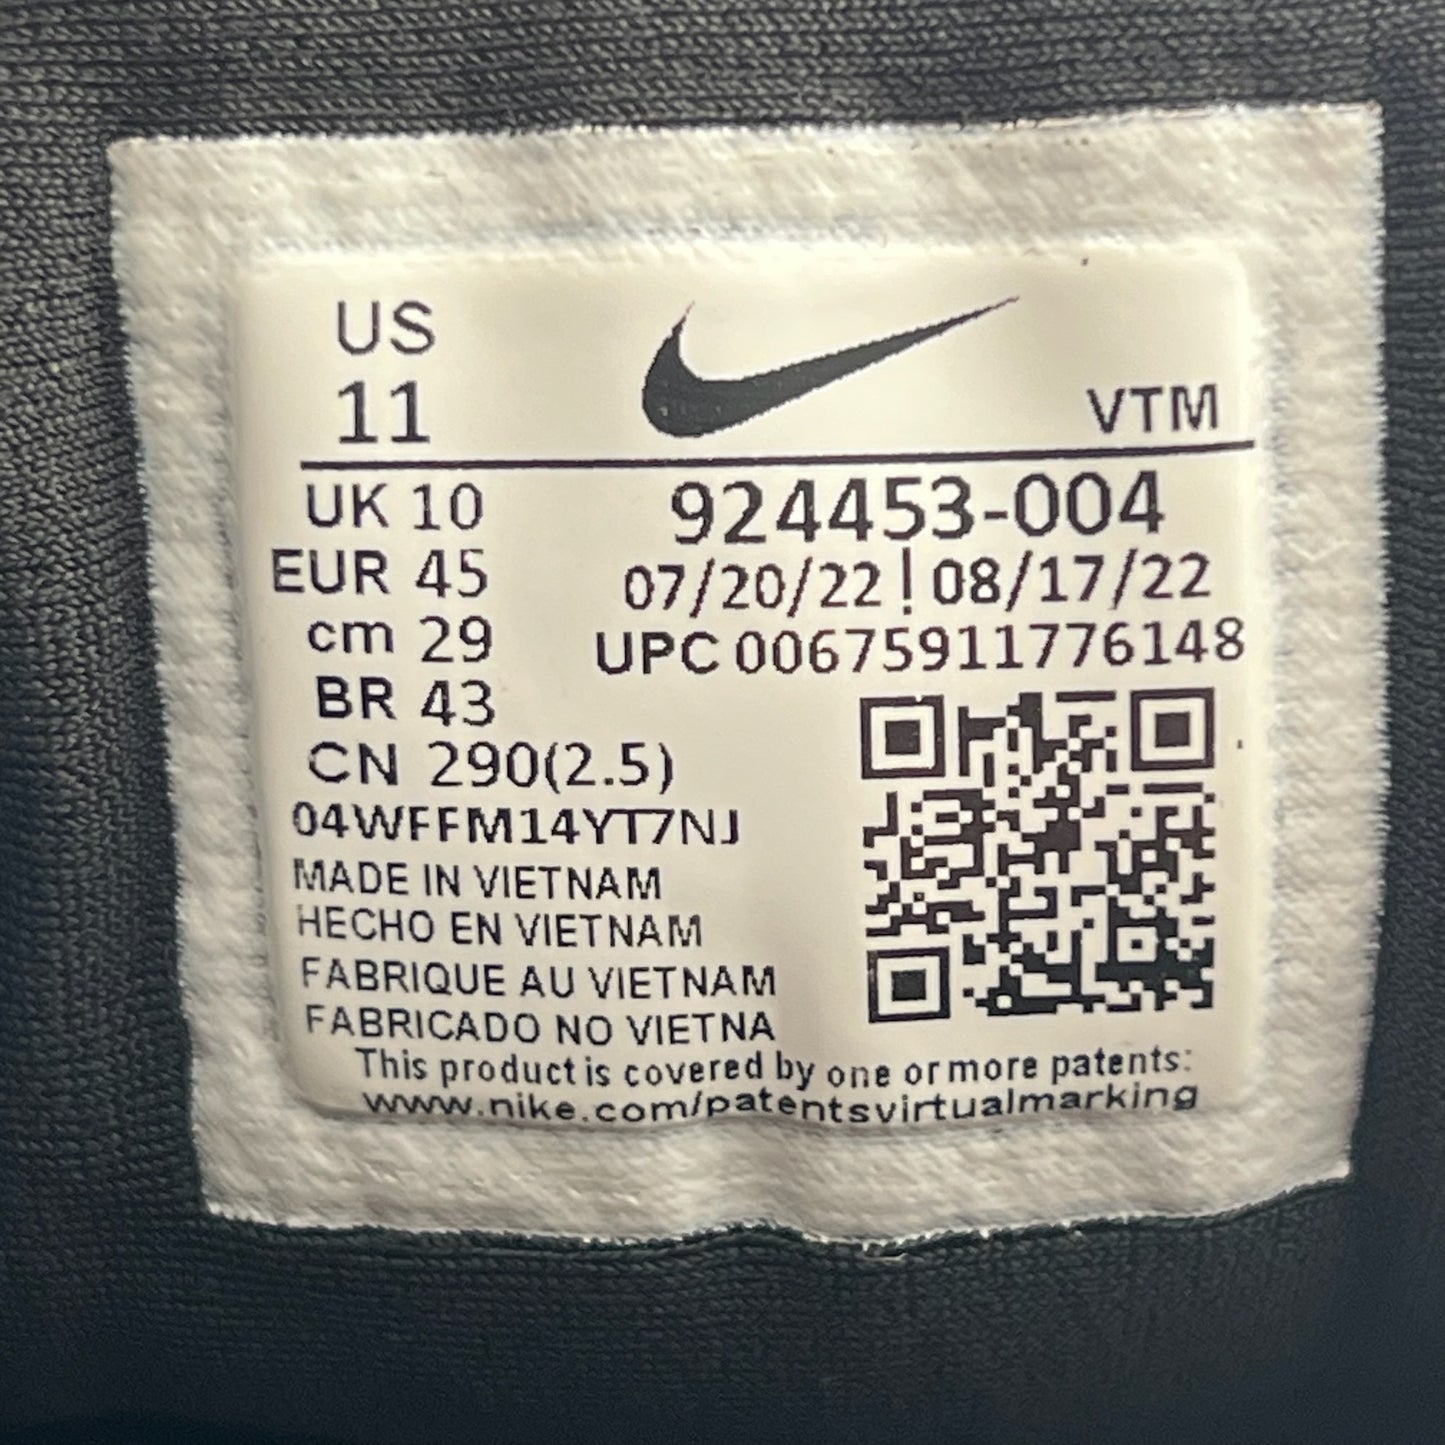 US
11
VTM
UK 10
EUR 45
cm 29
BR 43
CN 290(2.5)
924453-004
07/20/22 ¦ 08/17/22
UPC 00675911776148
04WFFM14YT7NJ
MADE IN VIETNAM
HECHO EN VIETNAM
FABRIQUE AU VIETNAM
FABRICADO NO VIETNA
This product is covered by one or more patents:
www.nike.com/patentsvirtualmarking